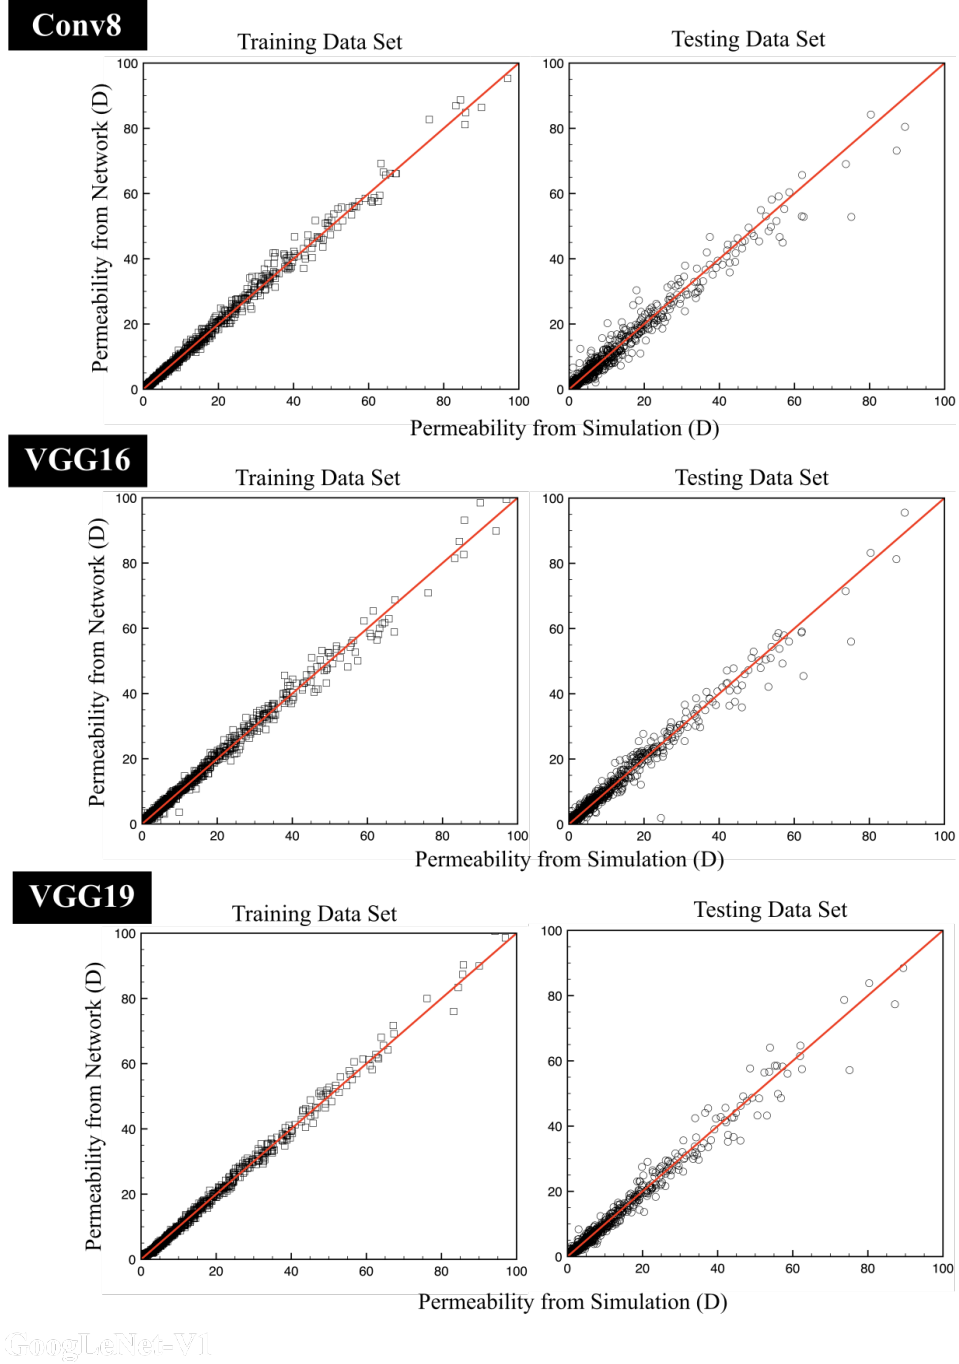 Conv8
Training Data Set
Testing Data Set
Permeability from Network (D)
100
80
60
40
20
0
0 20 40 60 80 100
100
80
60
40
20
0
0 20 40 60 80 100
Permeability from Simulation (D)
VGG16
Training Data Set
Testing Data Set
Permeability from Network (D)
100
80
60
40
20
0
0 20 40 60 80 100
100
80
60
40
20
0
0 20 40 60 80 100
Permeability from Simulation (D)
VGG19
Training Data Set
Testing Data Set
Permeability from Network (D)
100
80
60
40
20
0
0 20 40 60 80 100
100
80
60
40
20
0
0 20 40 60 80 100
Permeability from Simulation (D)
GoogLeNet-V1